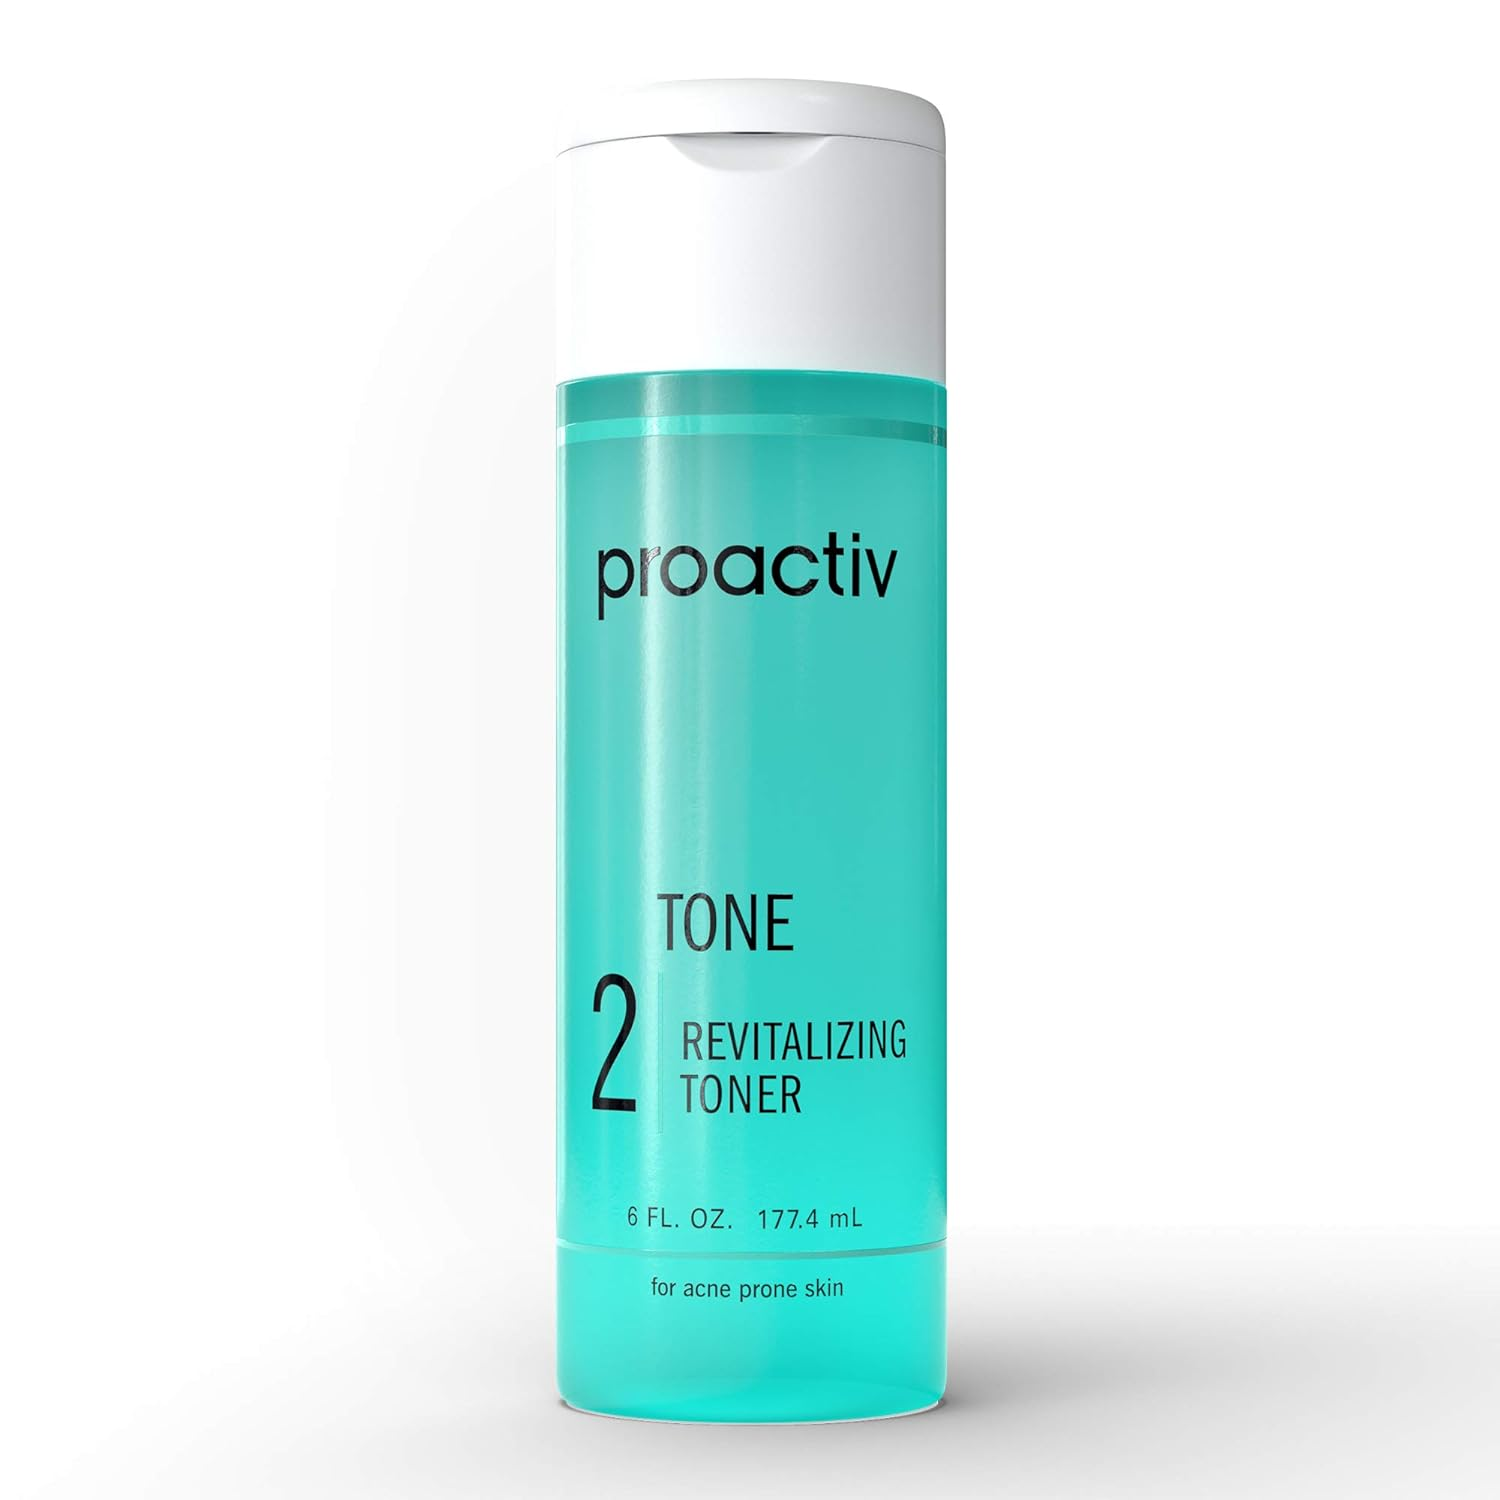 proactiv
TONE
2
REVITALIZING
TONER
6 FL. OZ. 177.4 mL
for acne prone skin